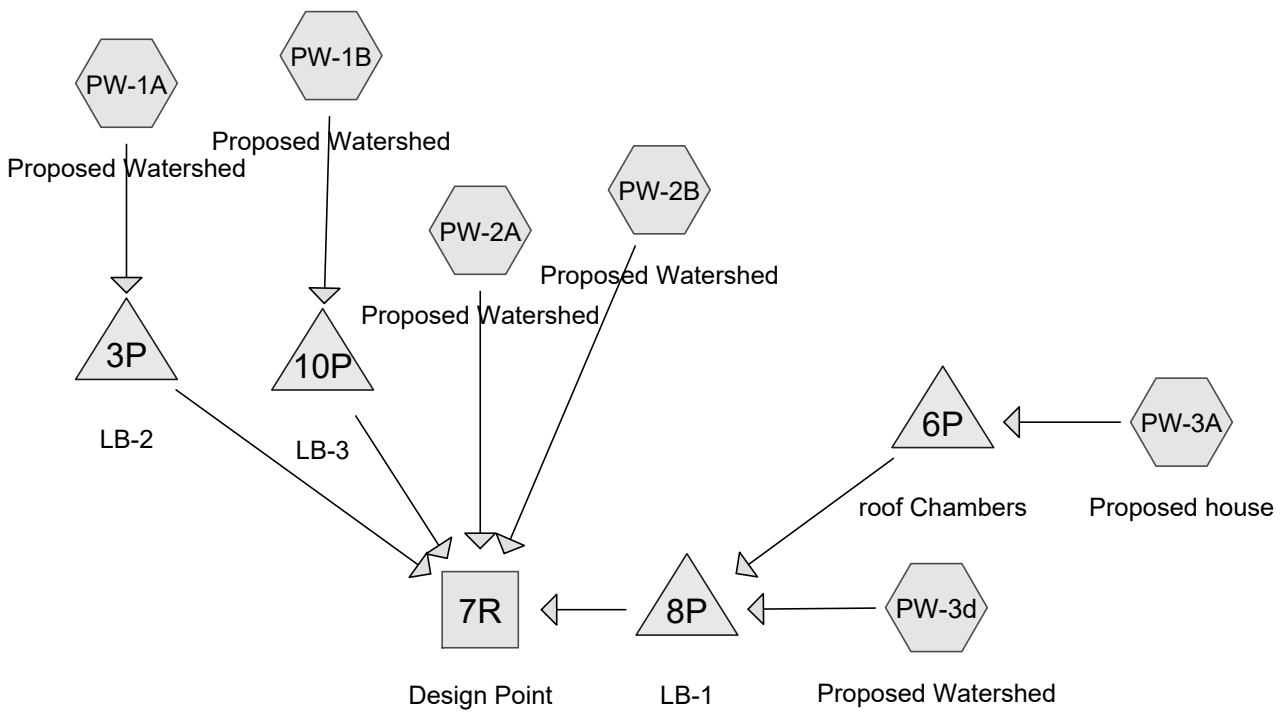 PW-1B
PW-1A
Proposed Watershed
Proposed Watershed
PW-2B
PW-2A
Proposed Watershed
Proposed Watershed
3P
10P
6P
PW-3A
LB-2
LB-3
roof Chambers
Proposed house
7R
8P
PW-3d
Design Point
LB-1
Proposed Watershed